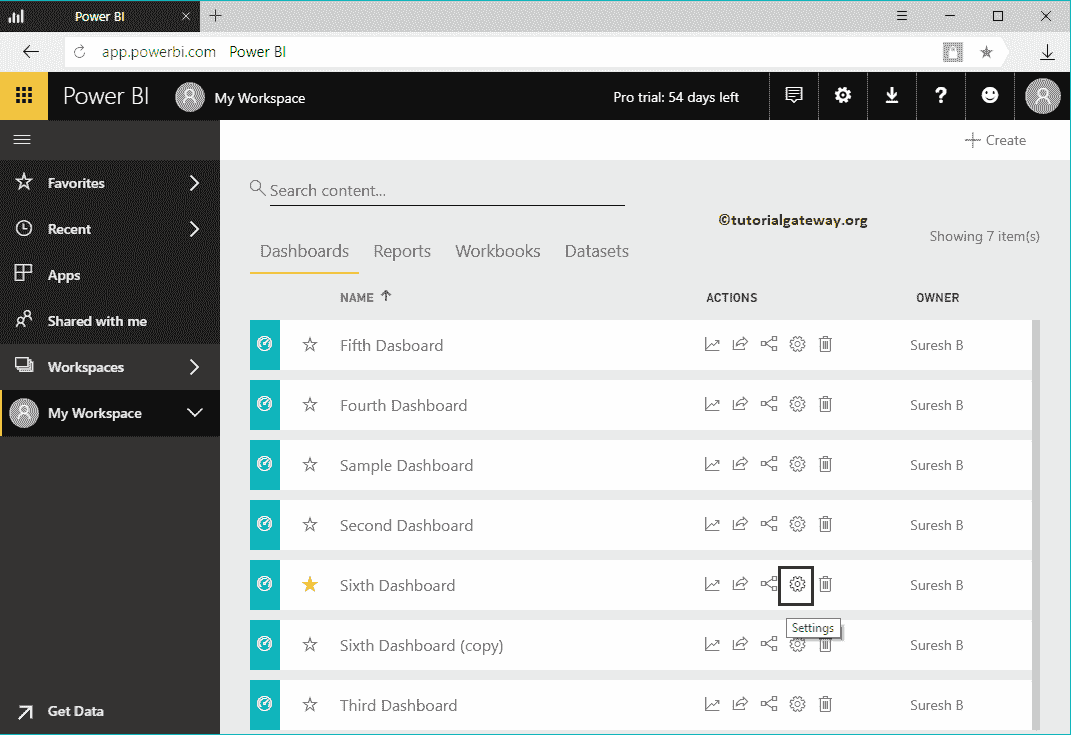 Power BI
app.powerbi.com Power BI
Power BI My Workspace Pro trial: 54 days left
Create
Favorites
Recent
Apps
Shared with me
Workspaces
My Workspace
Get Data
Search content...
©tutorialgateway.org
Showing 7 item(s)
Dashboards Reports Workbooks Datasets
NAME ACTIONS OWNER
Fifth Dasboard Suresh B
Fourth Dashboard Suresh B
Sample Dashboard Suresh B
Second Dashboard Suresh B
Sixth Dashboard Suresh B
Settings
Sixth Dashboard (copy) Suresh B
Third Dashboard Suresh B